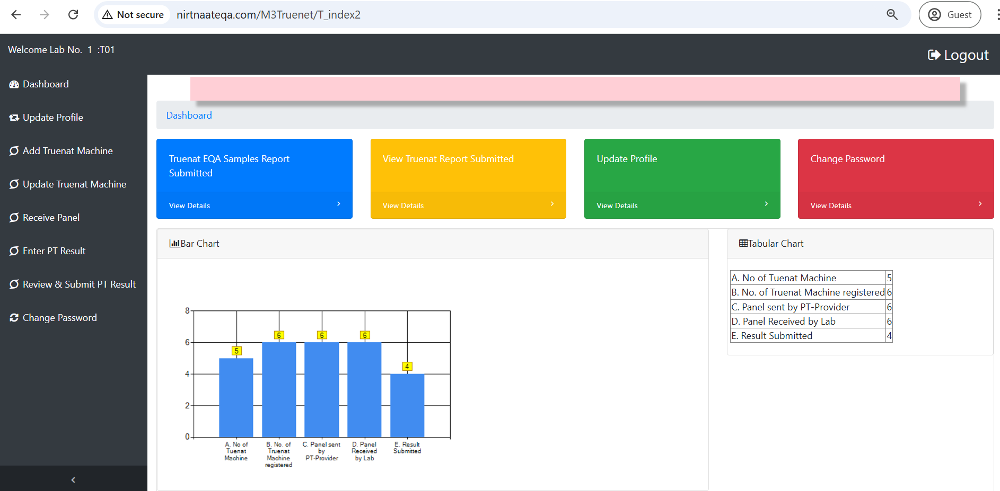 Not secure
nirtnaateqa.com/M3Truenet/T_index2
Guest
Welcome Lab No. 1 :T01
Logout
Dashboard
Update Profile
Add Truenat Machine
Update Truenat Machine
Receive Panel
Enter PT Result
Review & Submit PT Result
Change Password
Dashboard
Truenat EQA Samples Report
Submitted
View Details
View Truenat Report Submitted
View Details
Update Profile
View Details
Change Password
View Details
Bar Chart
8
6
4
2
0
5
6
6
6
4
A. No of
Tuenat
Machine
B. No. of
Truenat
Machine
registered
C. Panel sent
by
PT-Provider
D. Panel
Received
by Lab
E. Result
Submitted
Tabular Chart
A. No of Tuenat Machine 5
B. No. of Truenat Machine registered 6
C. Panel sent by PT-Provider 6
D. Panel Received by Lab 6
E. Result Submitted 4